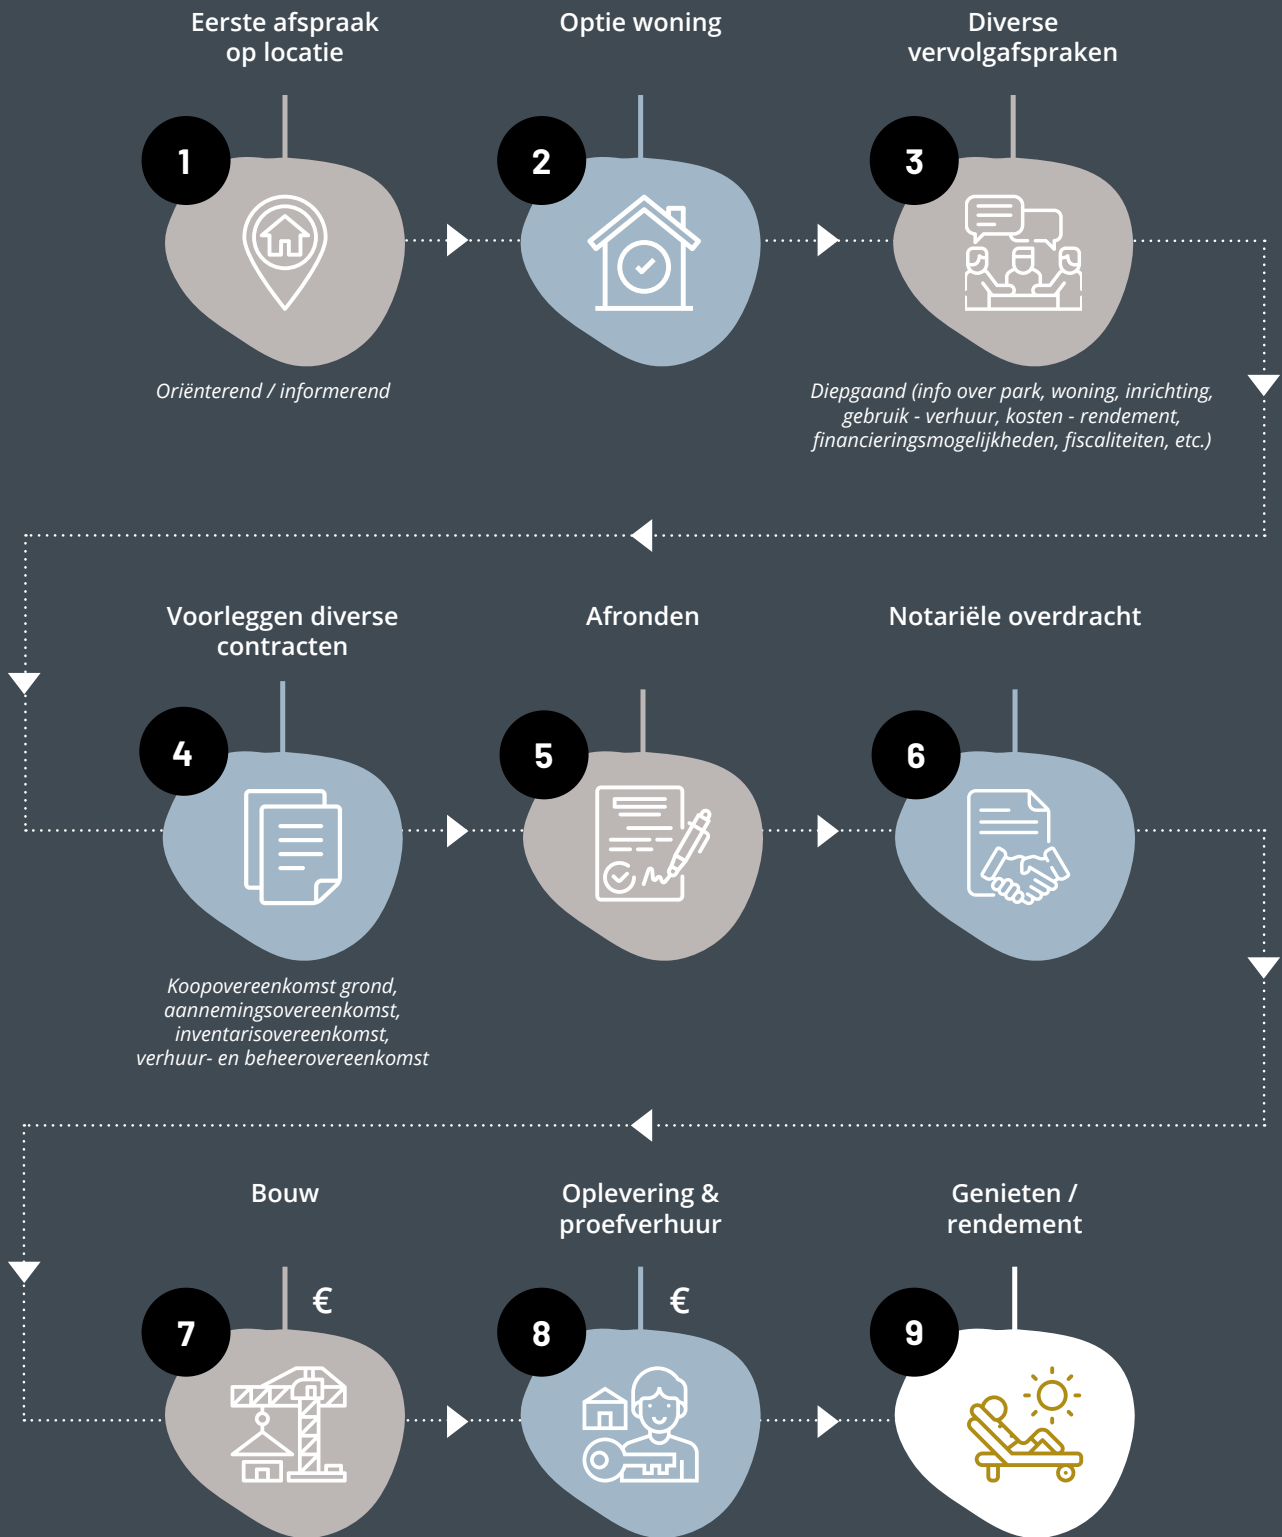 Eerste afspraak
op locatie
1
Oriënterend / informerend
Optie woning
2
Diverse
vervolgafspraken
3
Diepgaand (info over park, woning, inrichting,
gebruik - verhuur, kosten - rendement,
financieringsmogelijkheden, fiscaliteiten, etc.)
Voorleggen diverse
contracten
4
Koopovereenkomst grond,
aannemingsovereenkomst,
inventarisovereenkomst,
verhuur- en beheerovereenkomst
Afronden
5
Notariële overdracht
6
Bouw
€
7
Oplevering &
proefverhuur
€
8
Genieten /
rendement
9